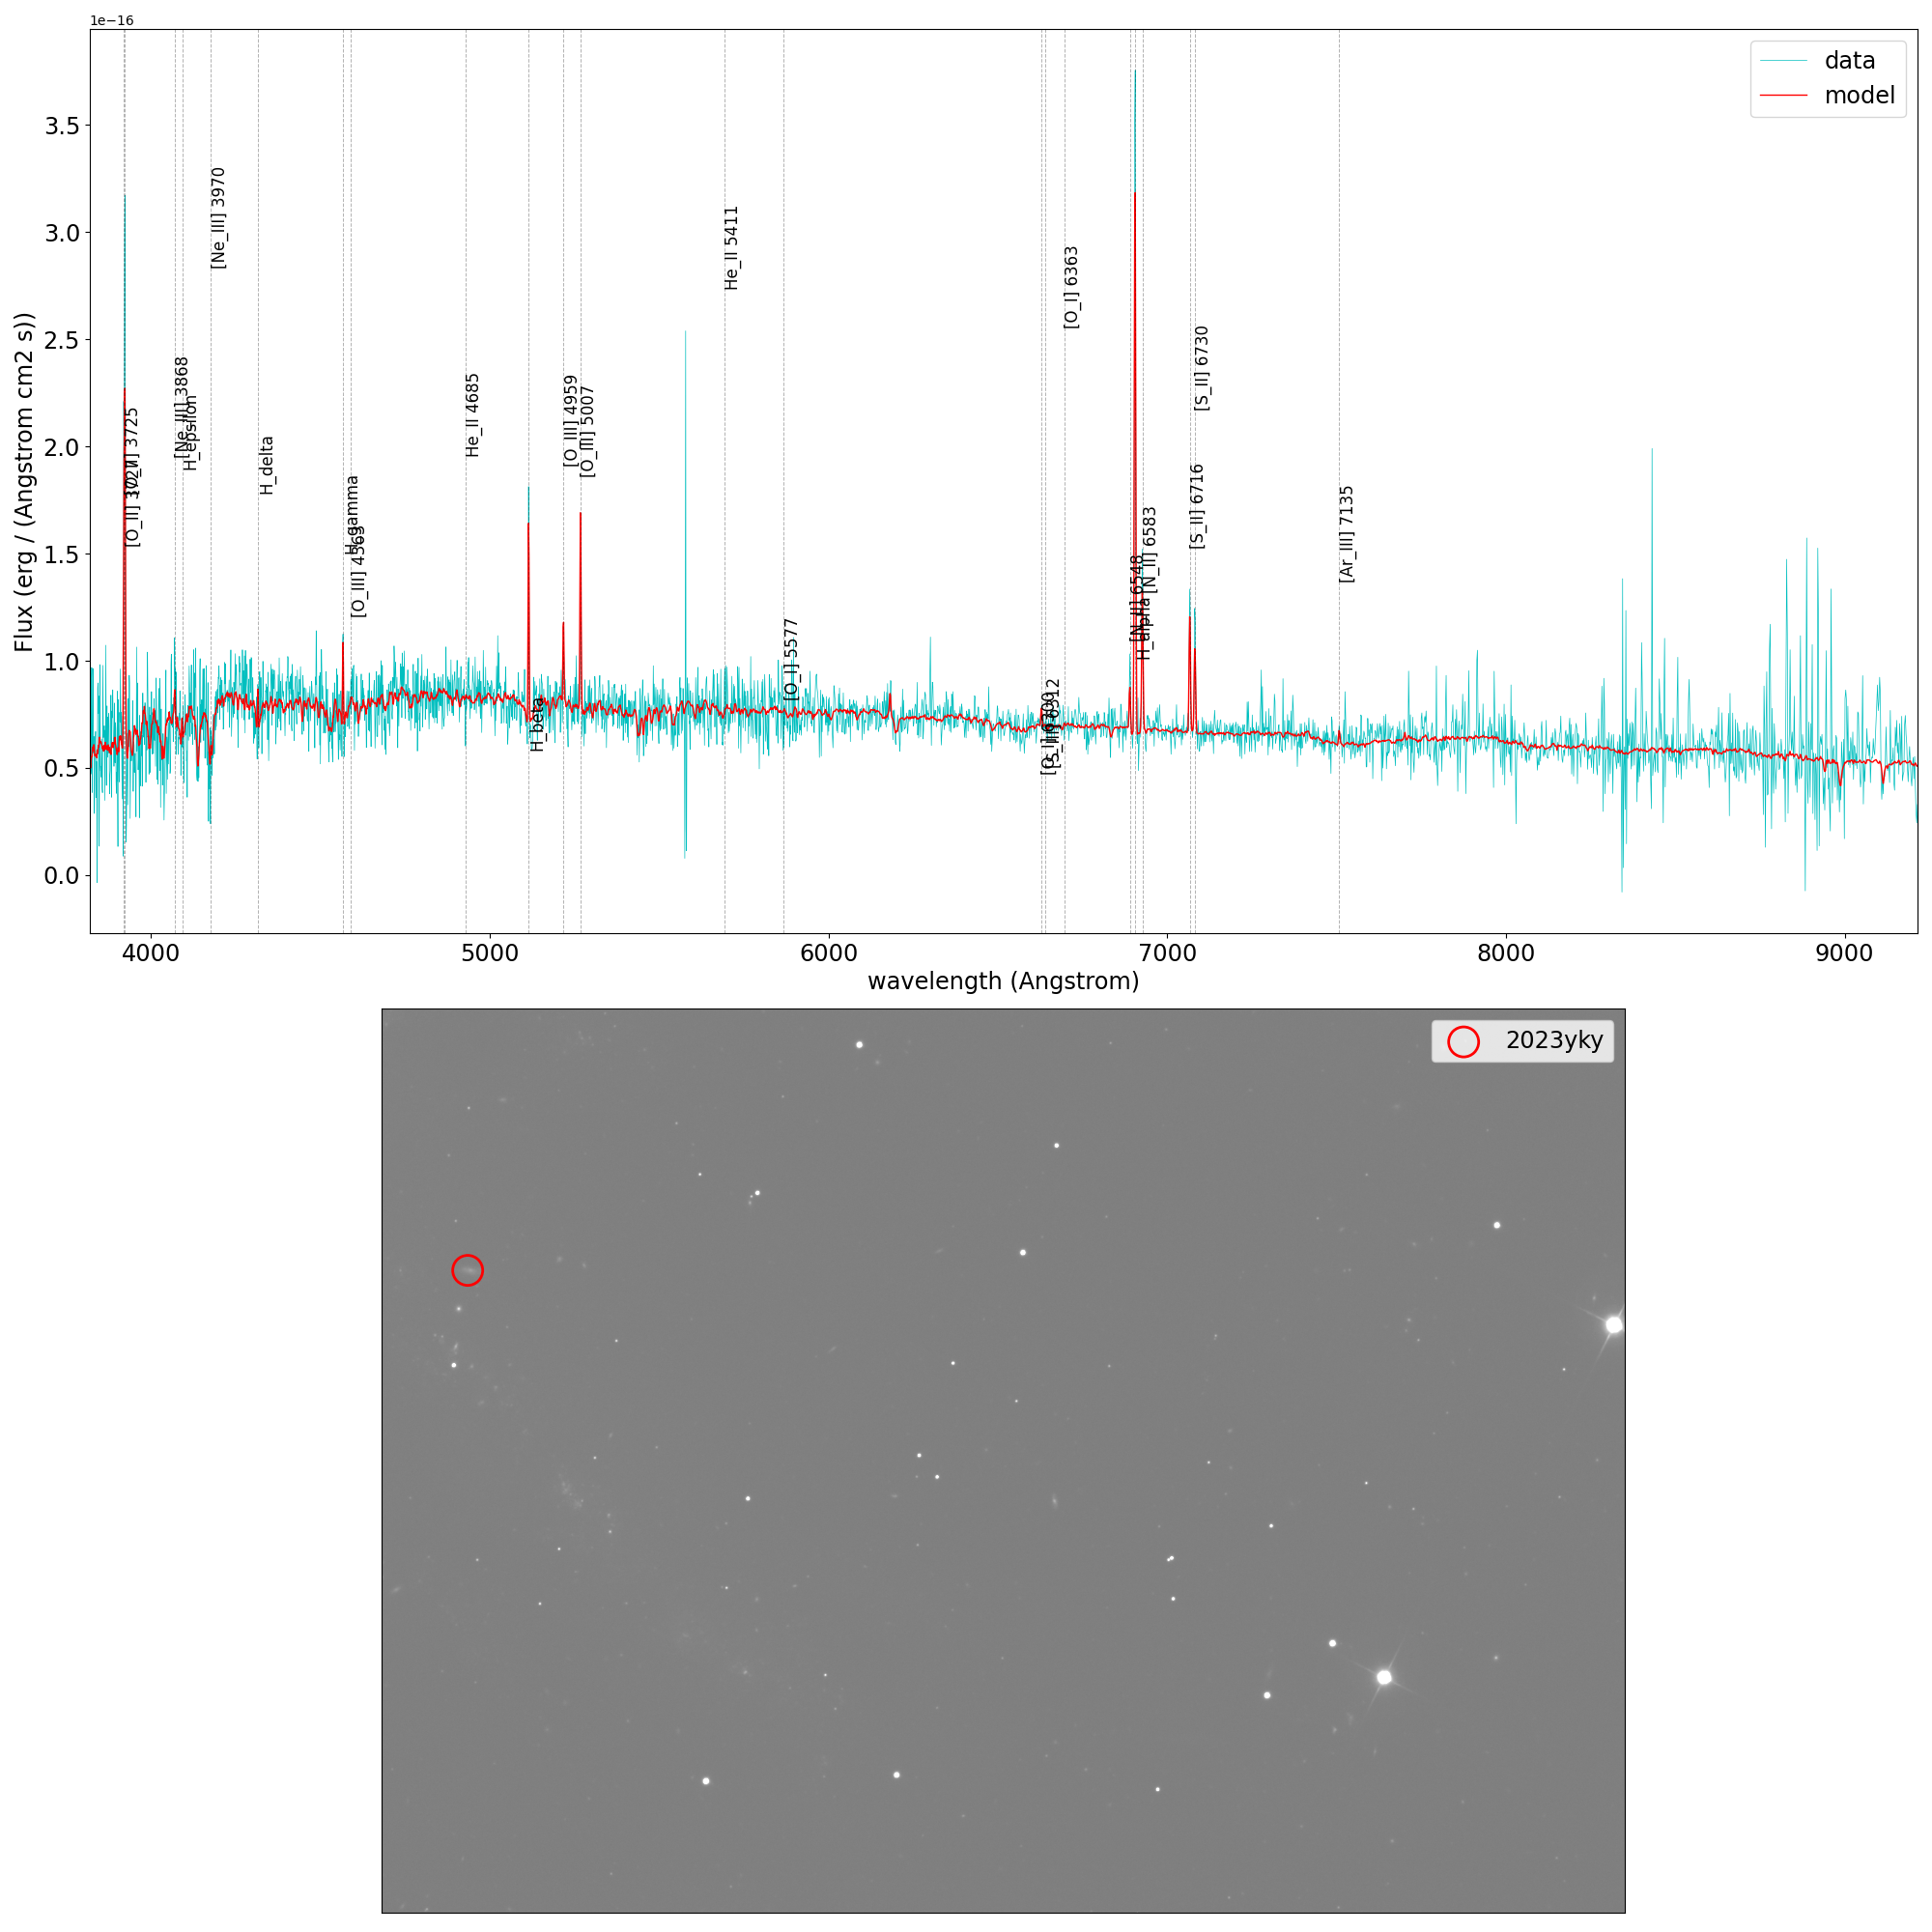 1e−16
data
model
3.5
3.0
2.5
2.0
1.5
1.0
0.5
0.0
Flux (erg / (Angstrom cm2 s))
[O_II] 3727
[Ne_III] 3868
H_epsilon
[Ne_III] 3970
H_delta
H_gamma
[O_III] 4363
He_II 4685
H_beta
[O_III] 4959
[O_III] 5007
He_II 5411
[O_I] 5577
[O_I] 6300
[S_III] 6312
[O_I] 6363
[N_II] 6548
H_alpha
[N_II] 6583
[S_II] 6716
[S_II] 6730
[Ar_III] 7135
4000 5000 6000 7000 8000 9000
wavelength (Angstrom)
2023yky